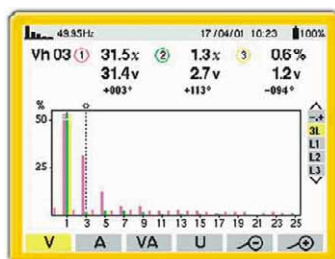 49.95Hz 17/04/01 10:23 100%
Vh 03 1 31.5% 2 1.3% 3 0.6%
31.4v 2.7v 1.2v
+003° +113° -094°
%
50
25
1 3 5 7 9 11 13 15 17 19 21 23 25
-.+
3L
L1
L2
L3
V A VA U